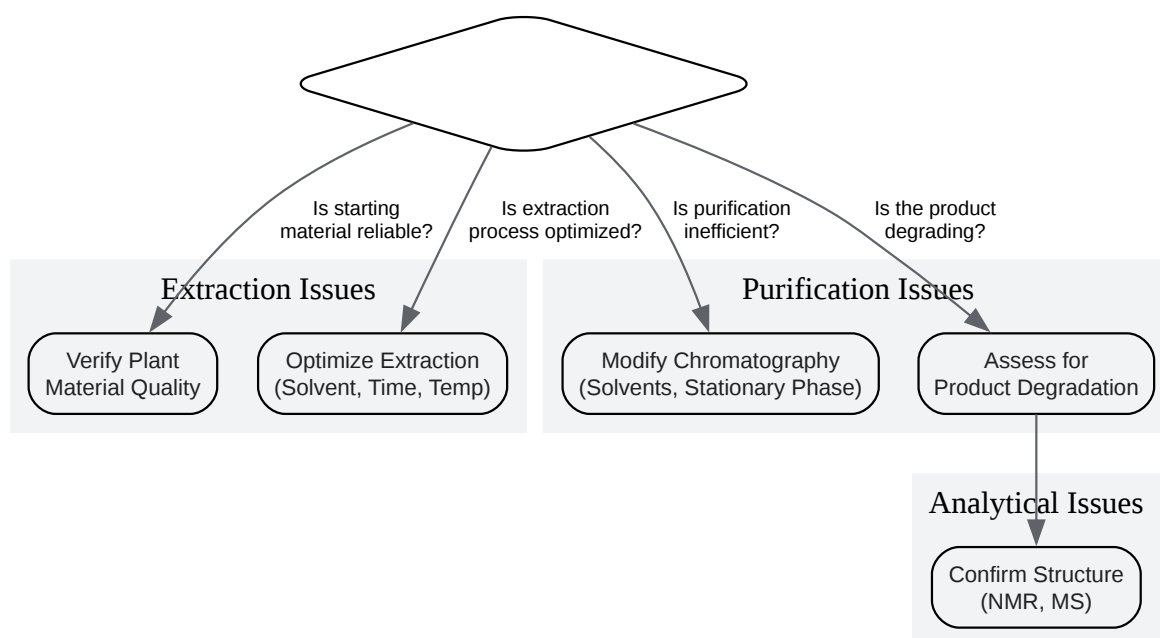 Is starting
material reliable?
Is extraction
process optimized?
Is purification
inefficient?
Is the product
degrading?
Extraction Issues
Purification Issues
Verify Plant
Material Quality
Optimize Extraction
(Solvent, Time, Temp)
Modify Chromatography
(Solvents, Stationary Phase)
Assess for
Product Degradation
Analytical Issues
Confirm Structure
(NMR, MS)